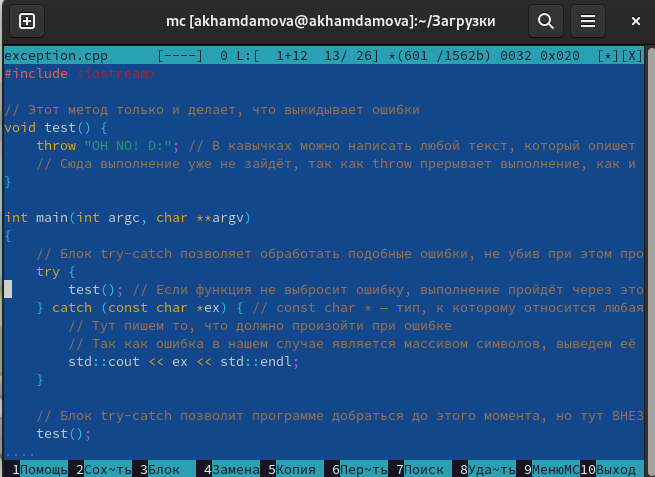 mc [akhamdamova@akhamdamova]:~/Загрузки
exception.cpp [----] 0 L:[ 1+12 13/ 26] *(601 /1562b) 0032 0x020 [*][X]
#include <iostream>

// Этот метод только и делает, что выкидывает ошибки
void test() {
    throw "OH NO! D:"; // В кавычках можно написать любой текст, который опишет
    // Сюда выполнение уже не зайдёт, так как throw прерывает выполнение, как и
}

int main(int argc, char **argv)
{
    // Блок try-catch позволяет обработать подобные ошибки, не убив при этом про
    try {
        test(); // Если функция не выбросит ошибку, выполнение пройдёт через это
    } catch (const char *ex) { // const char * — тип, к которому относится любая
        // Тут пишем то, что должно произойти при ошибке
        // Так как ошибка в нашем случае является массивом символов, выведем её
        std::cout << ex << std::endl;
    }

    // Блок try-catch позволит программе добраться до этого момента, но тут ВНЕЗ
    test();
....
1Помощь 2Сох~ть 3Блок 4Замена 5Копия 6Пер~ть 7Поиск 8Уда~ть 9МенюMC 10Выход